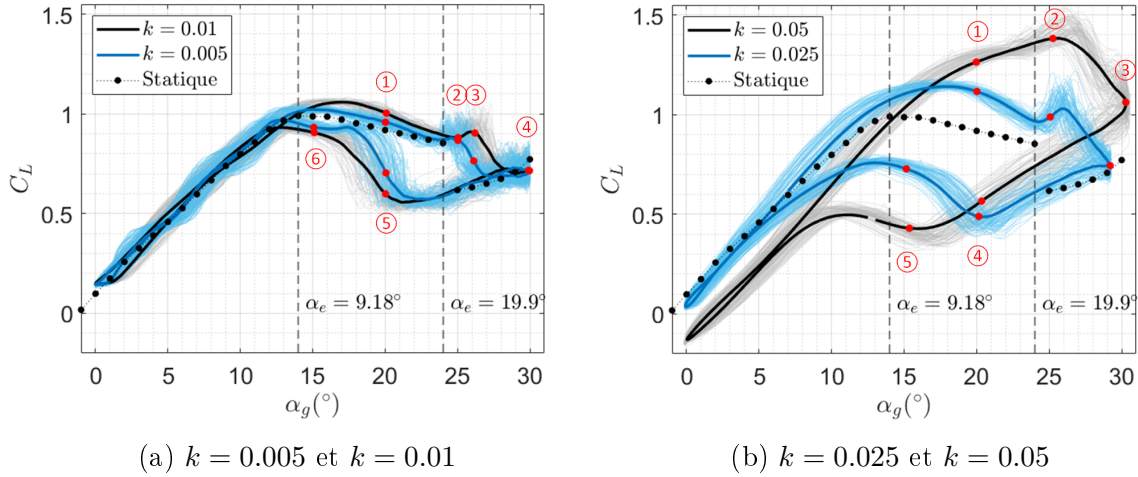 1.5
1
0.5
0
C_L
k = 0.01
k = 0.005
Statique
①
②③
④
⑥
⑤
α_e = 9.18°
α_e = 19.9°
0 5 10 15 20 25 30
α_g(°)
(a) k = 0.005 et k = 0.01
1.5
1
0.5
0
C_L
k = 0.05
k = 0.025
Statique
①
②
③
④
⑤
α_e = 9.18°
α_e = 19.9°
0 5 10 15 20 25 30
α_g(°)
(b) k = 0.025 et k = 0.05